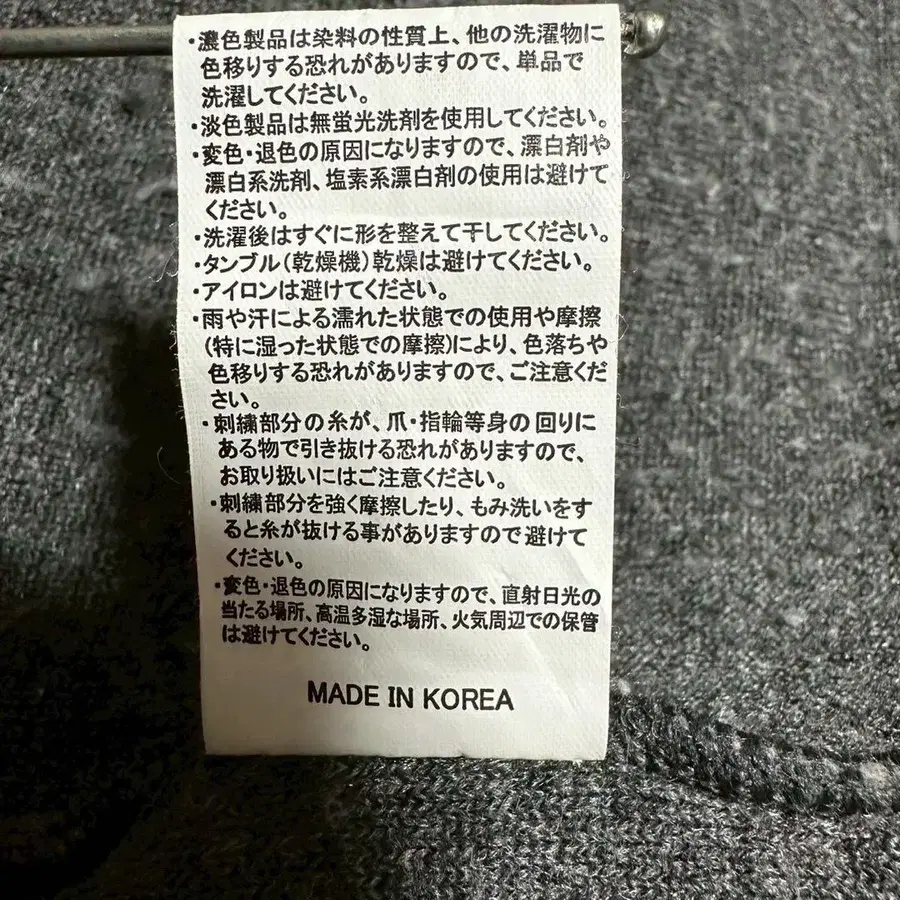 ・濃色製品は染料の性質上、他の洗濯物に
色移りする恐れがありますので、単品で
洗濯してください。
・淡色製品は無蛍光洗剤を使用してください。
・変色・退色の原因になりますので、漂白剤や
漂白系洗剤、塩素系漂白剤の使用は避けて
ください。
・洗濯後はすぐに形を整えて干してください。
・タンブル(乾燥機)乾燥は避けてください。
・アイロンは避けてください。
・雨や汗による濡れた状態での使用や摩擦
(特に湿った状態での摩擦)により、色落ちや
色移りする恐れがありますので、ご注意くだ
さい。
・刺繍部分の糸が、爪・指輪等身の回りに
ある物で引き抜ける恐れがありますので、
お取り扱いにはご注意ください。
・刺繍部分を強く摩擦したり、もみ洗いをす
ると糸が抜ける事がありますので避けて
ください。
・変色・退色の原因になりますので、直射日光の
当たる場所、高温多湿な場所、火気周辺での保管
は避けてください。
MADE IN KOREA